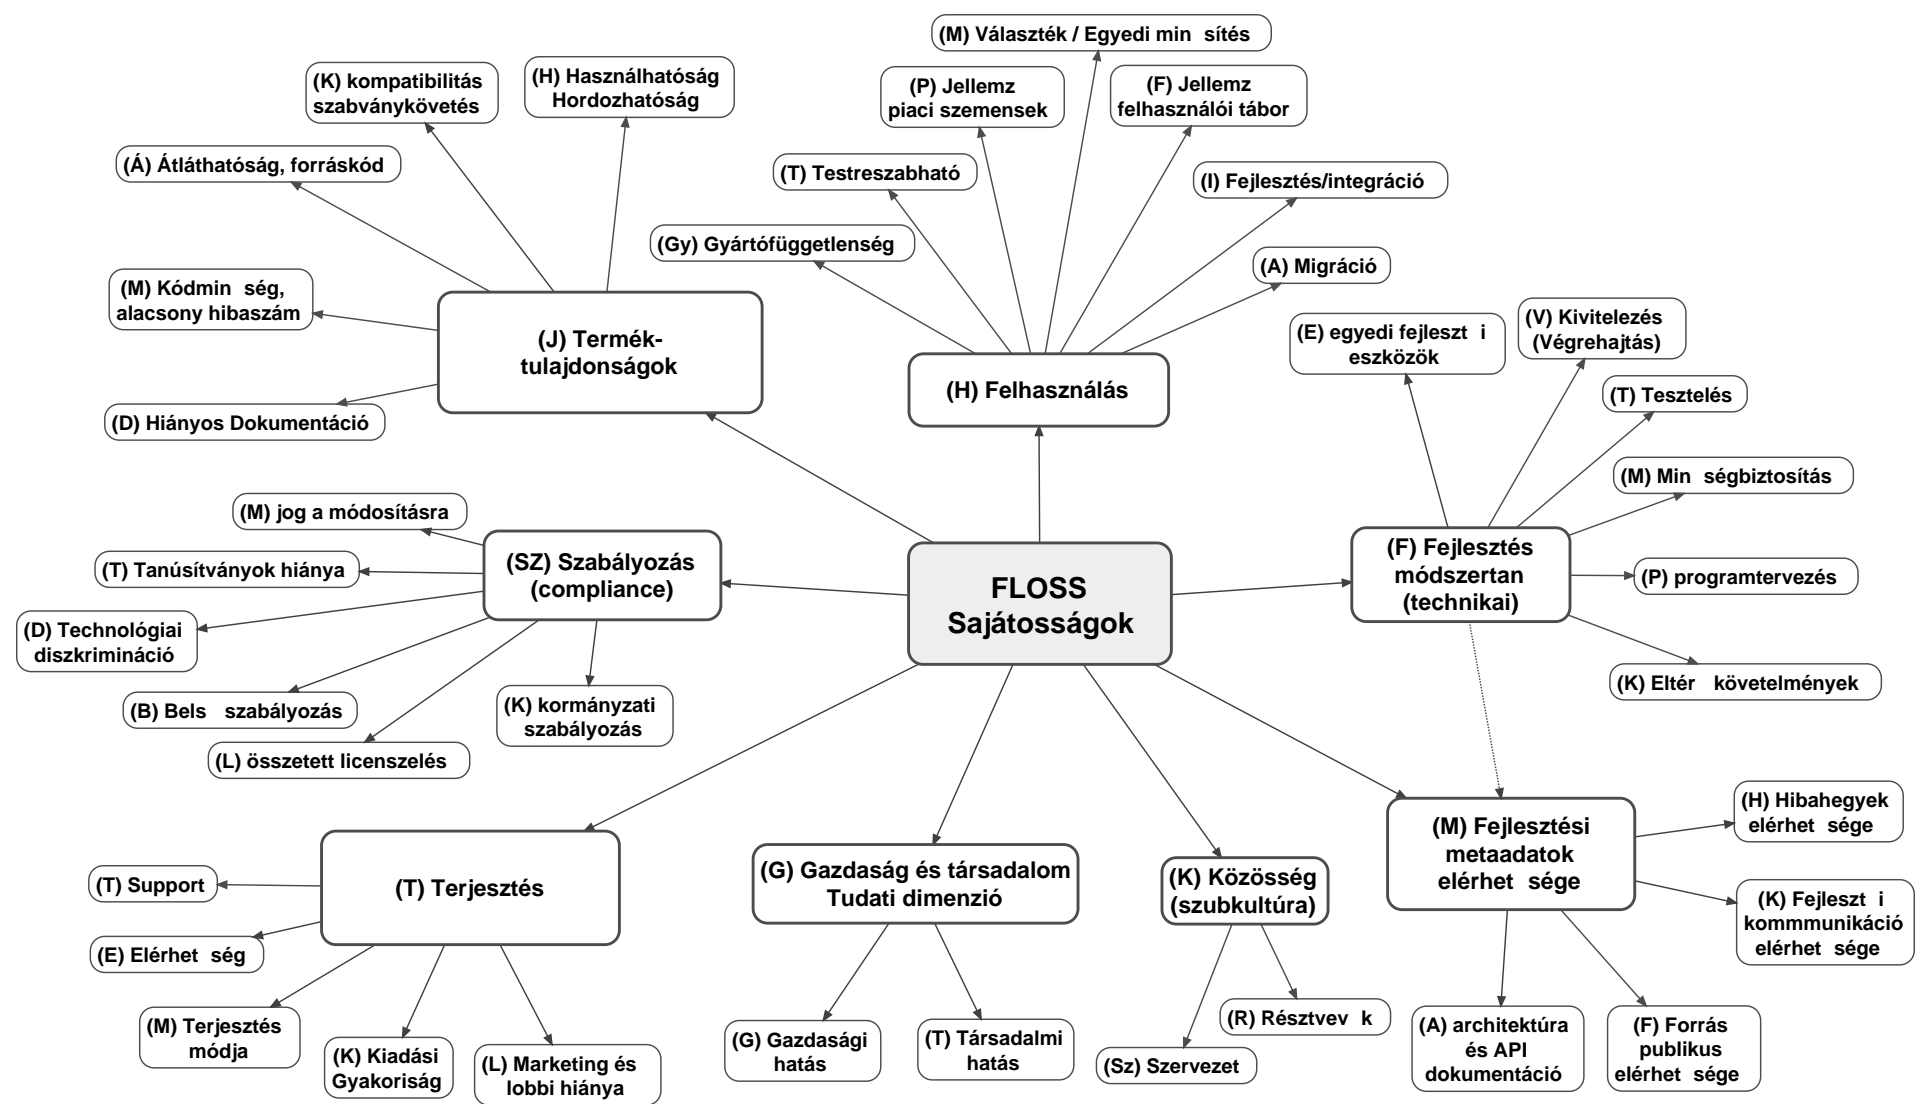 (M) Választék / Egyedi min sítés
(K) kompatibilitás
szabványkövetés
(H) Használhatóság
Hordozhatóság
(P) Jellemz
piaci szemensek
(F) Jellemz
felhasználói tábor
(Á) Átláthatóság, forráskód
(T) Testreszabható
(I) Fejlesztés/integráció
(Gy) Gyártófüggetlenség
(A) Migráció
(M) Kódmin ség,
alacsony hibaszám
(J) Termék-
tulajdonságok
(H) Felhasználás
(E) egyedi fejleszt i
eszközök
(V) Kivitelezés
(Végrehajtás)
(T) Tesztelés
(D) Hiányos Dokumentáció
(M) Min ségbiztosítás
(M) jog a módosításra
(T) Tanúsítványok hiánya
(SZ) Szabályozás
(compliance)
FLOSS
Sajátosságok
(F) Fejlesztés
módszertan
(technikai)
(P) programtervezés
(D) Technológiai
diszkrimináció
(B) Bels szabályozás
(K) kormányzati
szabályozás
(K) Eltér követelmények
(L) összetett licenszelés
(T) Terjesztés
(G) Gazdaság és társadalom
Tudati dimenzió
(K) Közösség
(szubkultúra)
(M) Fejlesztési
metaadatok
elérhet sége
(H) Hibahegyek
elérhet sége
(T) Support
(K) Fejleszt i
kommmunikáció
elérhet sége
(E) Elérhet ség
(M) Terjesztés
módja
(K) Kiadási
Gyakoriság
(L) Marketing és
lobbi hiánya
(G) Gazdasági
hatás
(T) Társadalmi
hatás
(Sz) Szervezet
(R) Résztvev k
(A) architektúra
és API
dokumentáció
(F) Forrás
publikus
elérhet sége